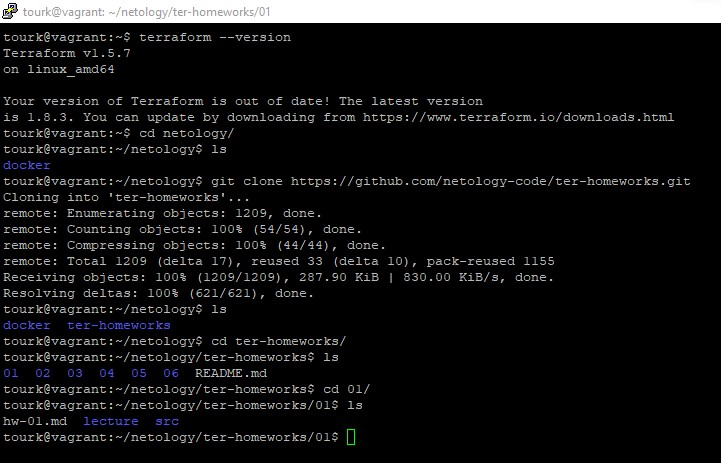 tourk@vagrant: ~/netology/ter-homeworks/01
tourk@vagrant:~$ terraform --version
Terraform v1.5.7
on linux_amd64
Your version of Terraform is out of date! The latest version
is 1.8.3. You can update by downloading from https://www.terraform.io/downloads.html
tourk@vagrant:~$ cd netology/
tourk@vagrant:~/netology$ ls
docker
tourk@vagrant:~/netology$ git clone https://github.com/netology-code/ter-homeworks.git
Cloning into 'ter-homeworks'...
remote: Enumerating objects: 1209, done.
remote: Counting objects: 100% (54/54), done.
remote: Compressing objects: 100% (44/44), done.
remote: Total 1209 (delta 17), reused 33 (delta 10), pack-reused 1155
Receiving objects: 100% (1209/1209), 287.90 KiB | 830.00 KiB/s, done.
Resolving deltas: 100% (621/621), done.
tourk@vagrant:~/netology$ ls
docker  ter-homeworks
tourk@vagrant:~/netology$ cd ter-homeworks/
tourk@vagrant:~/netology/ter-homeworks$ ls
01  02  03  04  05  06  README.md
tourk@vagrant:~/netology/ter-homeworks$ cd 01/
tourk@vagrant:~/netology/ter-homeworks/01$ ls
hw-01.md  lecture  src
tourk@vagrant:~/netology/ter-homeworks/01$